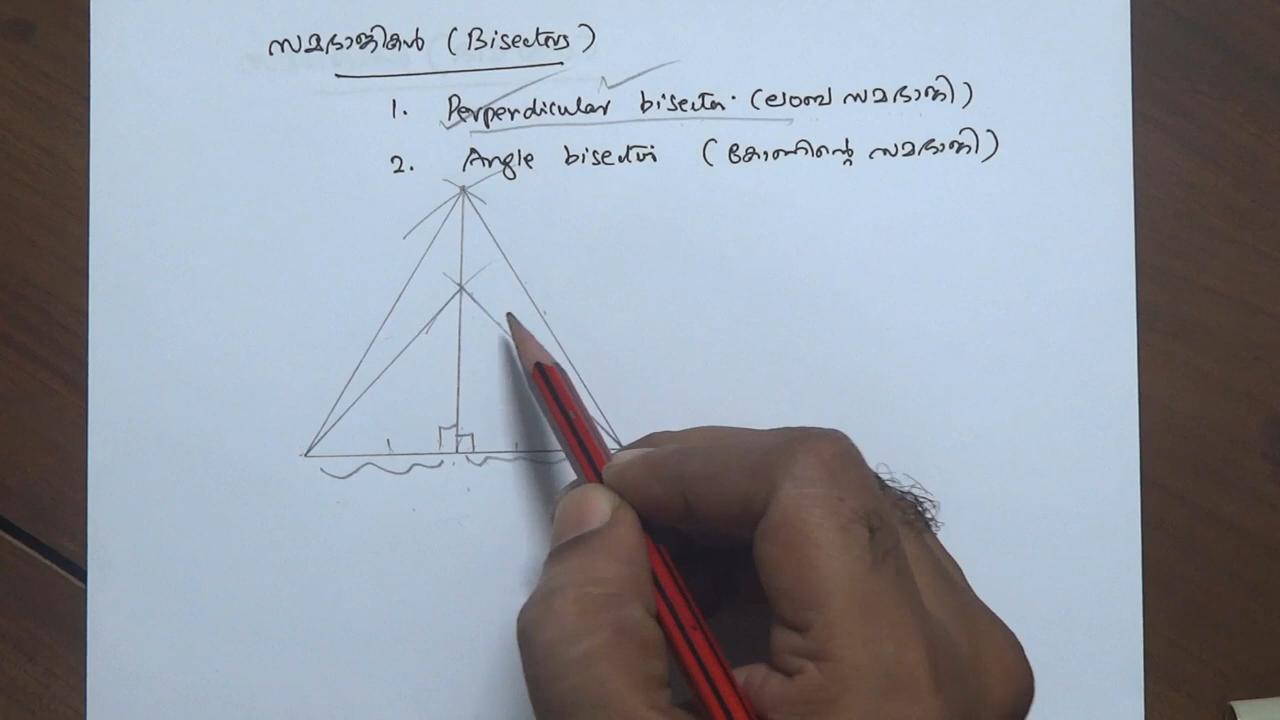 സമഭാജികൾ (Bisectors)
1. Perpendicular bisector. (ലംബ സമഭാജി)
2. Angle bisector (കോണിന്റെ സമഭാജി)